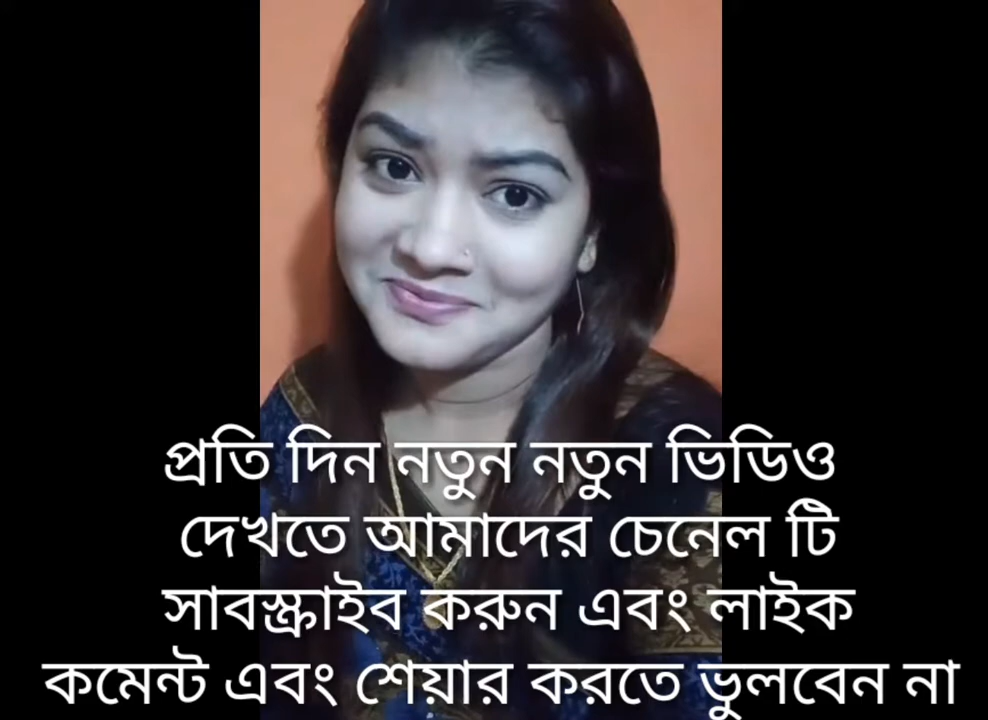 প্রতি দিন নতুন নতুন ভিডিও
দেখতে আমাদের চেনেল টি
সাবস্ক্রাইব করুন এবং লাইক
কমেন্ট এবং শেয়ার করতে ভুলবেন না